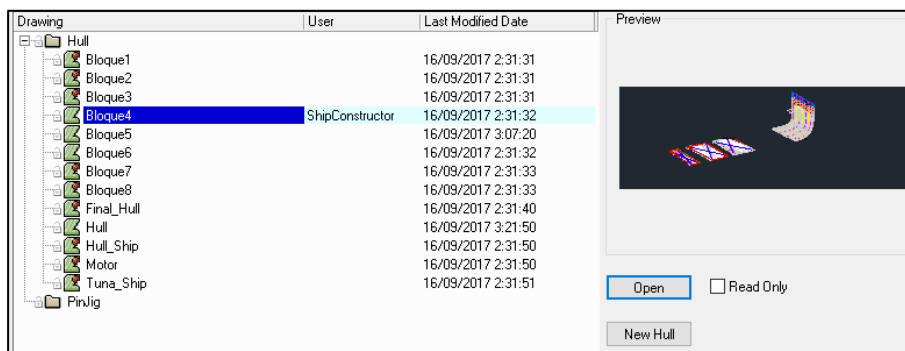 Drawing User Last Modified Date Preview
Hull
Bloque1 16/09/2017 2:31:31
Bloque2 16/09/2017 2:31:31
Bloque3 16/09/2017 2:31:31
Bloque4 ShipConstructor 16/09/2017 2:31:32
Bloque5 16/09/2017 3:07:20
Bloque6 16/09/2017 2:31:32
Bloque7 16/09/2017 2:31:33
Bloque8 16/09/2017 2:31:33
Final_Hull 16/09/2017 2:31:40
Hull 16/09/2017 3:21:50
Hull_Ship 16/09/2017 2:31:50
Motor 16/09/2017 2:31:50
Tuna_Ship 16/09/2017 2:31:51
PinJig
Open Read Only
New Hull